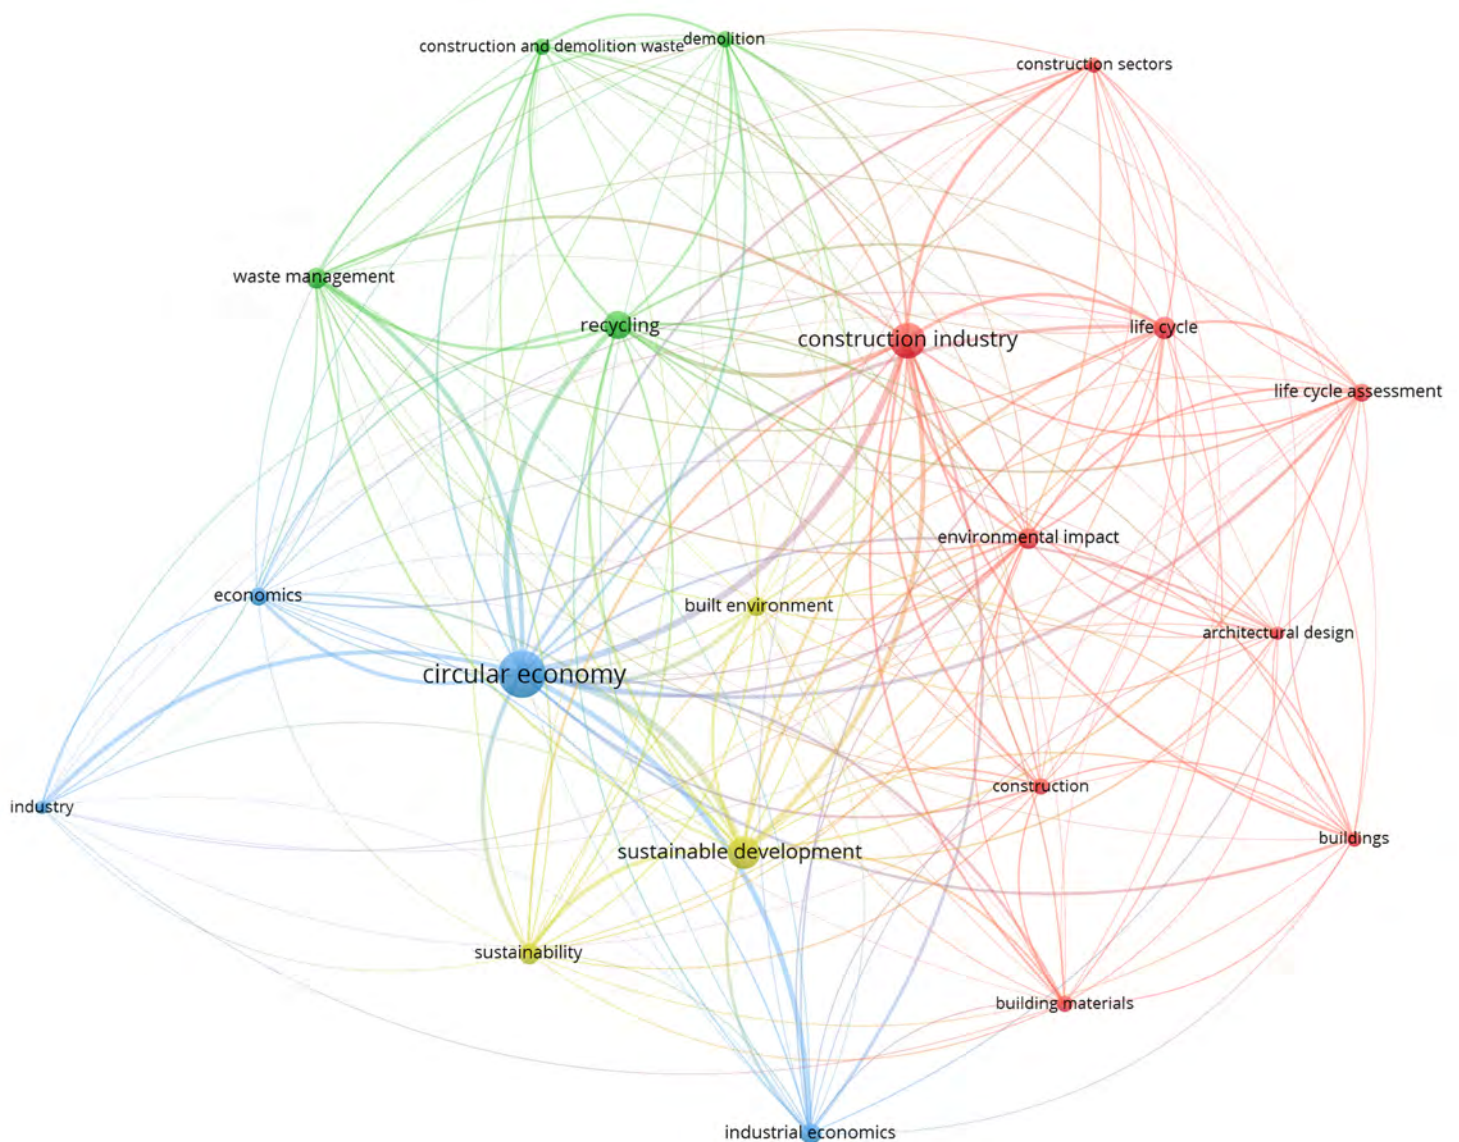 construction and demolition waste
demolition
construction sectors
waste management
recycling
construction industry
life cycle
life cycle assessment
environmental impact
economics
built environment
architectural design
circular economy
construction
industry
buildings
sustainable development
sustainability
building materials
industrial economics